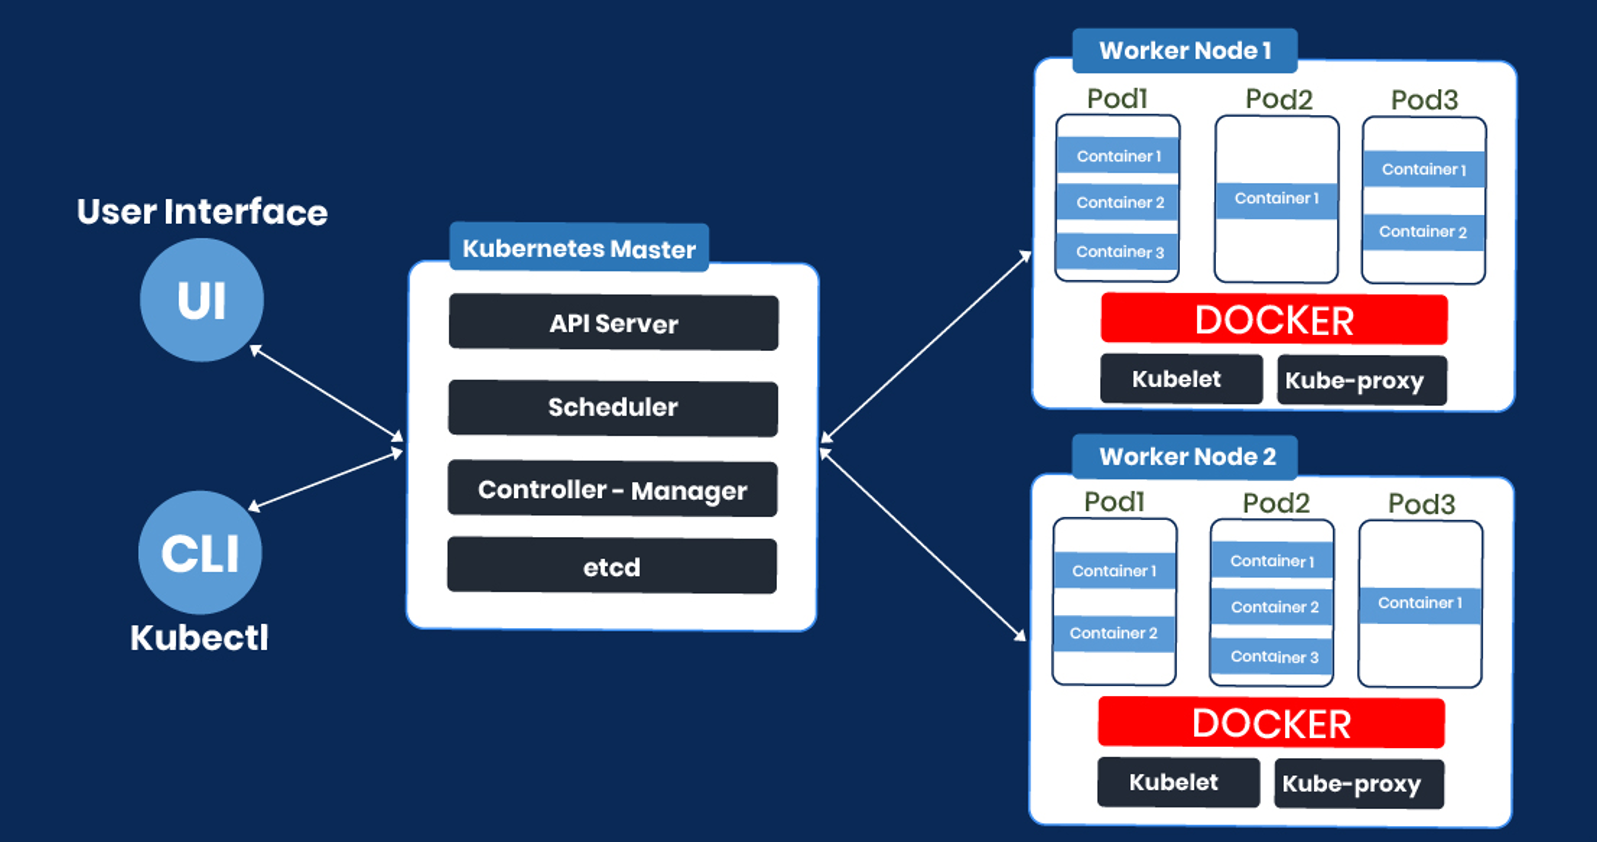 User Interface
UI
CLI
Kubectl
Kubernetes Master
API Server
Scheduler
Controller - Manager
etcd
Worker Node 1
Pod1
Container 1
Container 2
Container 3
Pod2
Container 1
Pod3
Container 1
Container 2
DOCKER
Kubelet
Kube-proxy
Worker Node 2
Pod1
Container 1
Container 2
Pod2
Container 1
Container 2
Container 3
Pod3
Container 1
DOCKER
Kubelet
Kube-proxy